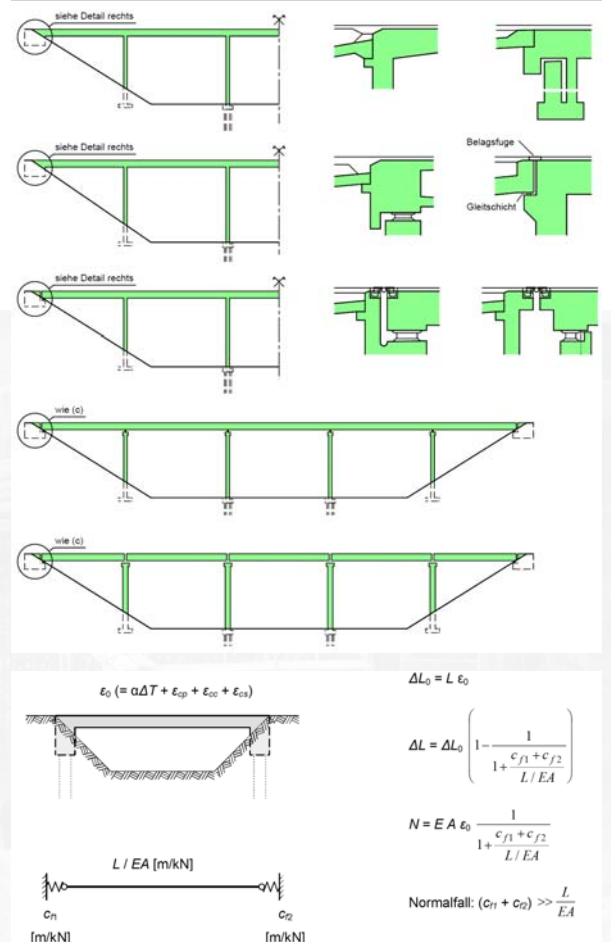 siehe Detail rechts
siehe Detail rechts
Belagsfuge
Gleitschicht
siehe Detail rechts
wie (c)
wie (c)
ε₀ (= αΔT + ε_cp + ε_cc + ε_cs)
ΔL₀ = L ε₀
ΔL = ΔL₀ (1 − 1 / (1 + (c_f1 + c_f2) / (L / EA)))
N = E A ε₀ 1 / (1 + (c_f1 + c_f2) / (L / EA))
L / EA [m/kN]
c_f1
c_f2
Normalfall: (c_f1 + c_f2) >> L / EA
[m/kN]
[m/kN]